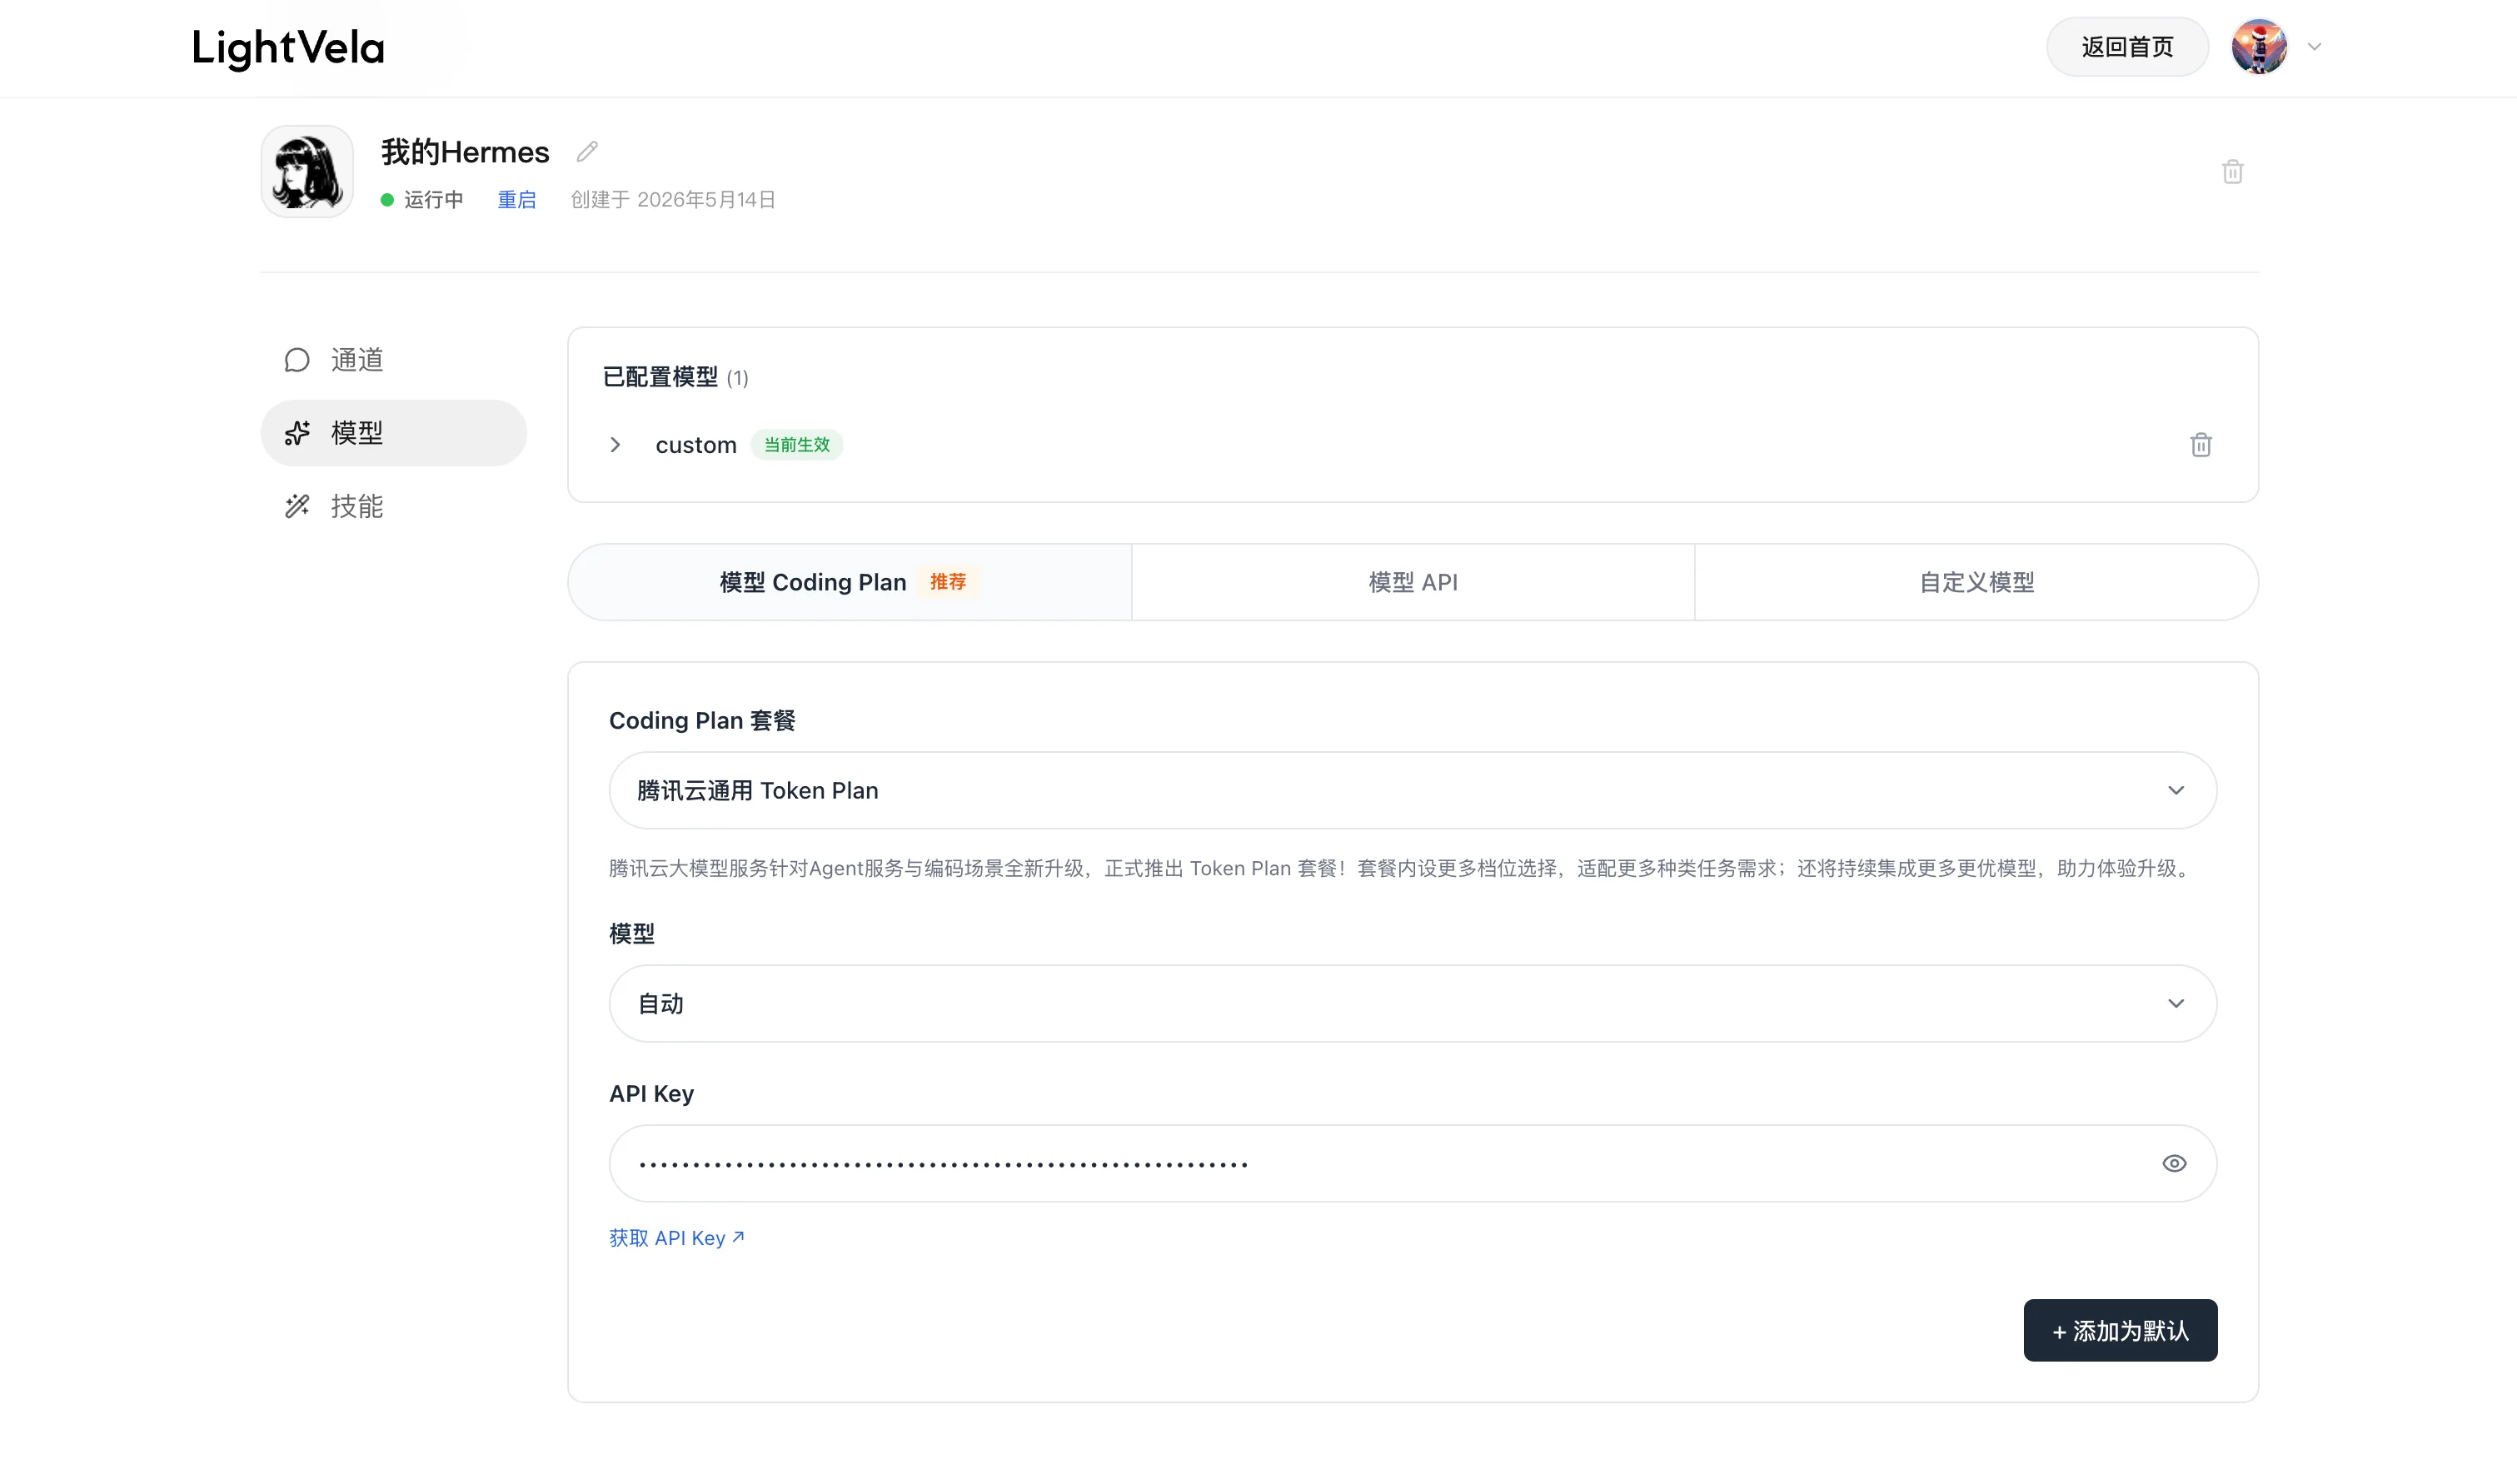 LightVela
返回首页
我的Hermes
运行中 重启 创建于 2026年5月14日
通道
模型
技能
已配置模型 (1)
custom 当前生效
模型 Coding Plan 推荐
模型 API
自定义模型
Coding Plan 套餐
腾讯云通用 Token Plan
腾讯云大模型服务针对Agent服务与编码场景全新升级，正式推出 Token Plan 套餐！套餐内设更多档位选择，适配更多种类任务需求；还将持续集成更多更优模型，助力体验升级。
模型
自动
API Key
获取 API Key ↗
+ 添加为默认